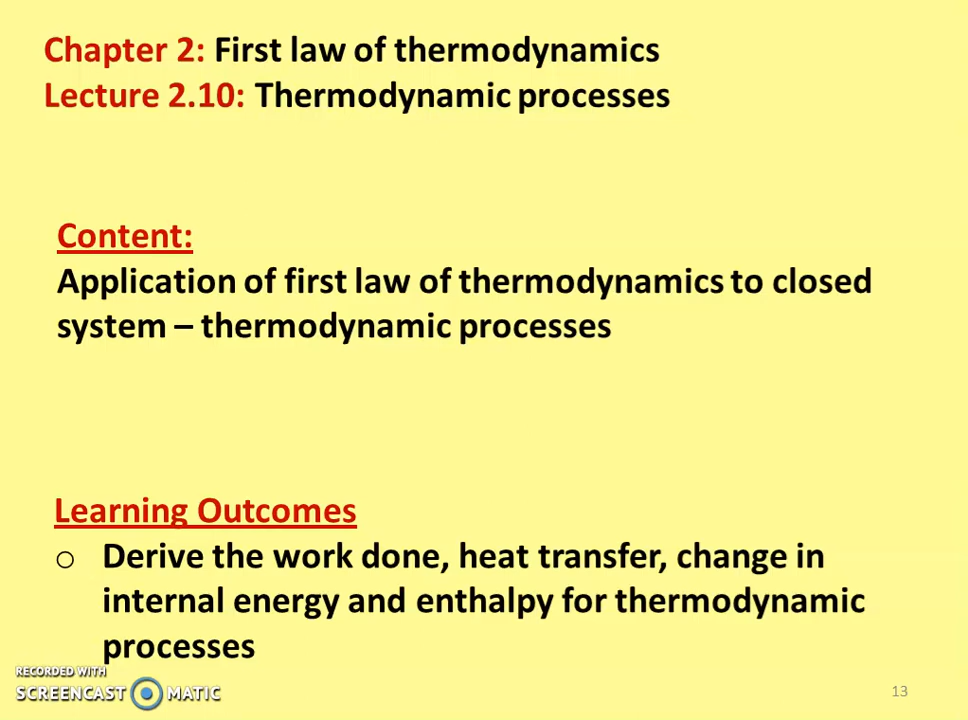 Chapter 2: First law of thermodynamics
Lecture 2.10: Thermodynamic processes
Content:
Application of first law of thermodynamics to closed
system – thermodynamic processes
Learning Outcomes
o Derive the work done, heat transfer, change in
internal energy and enthalpy for thermodynamic
processes
RECORDED WITH
SCREENCAST MATIC
13